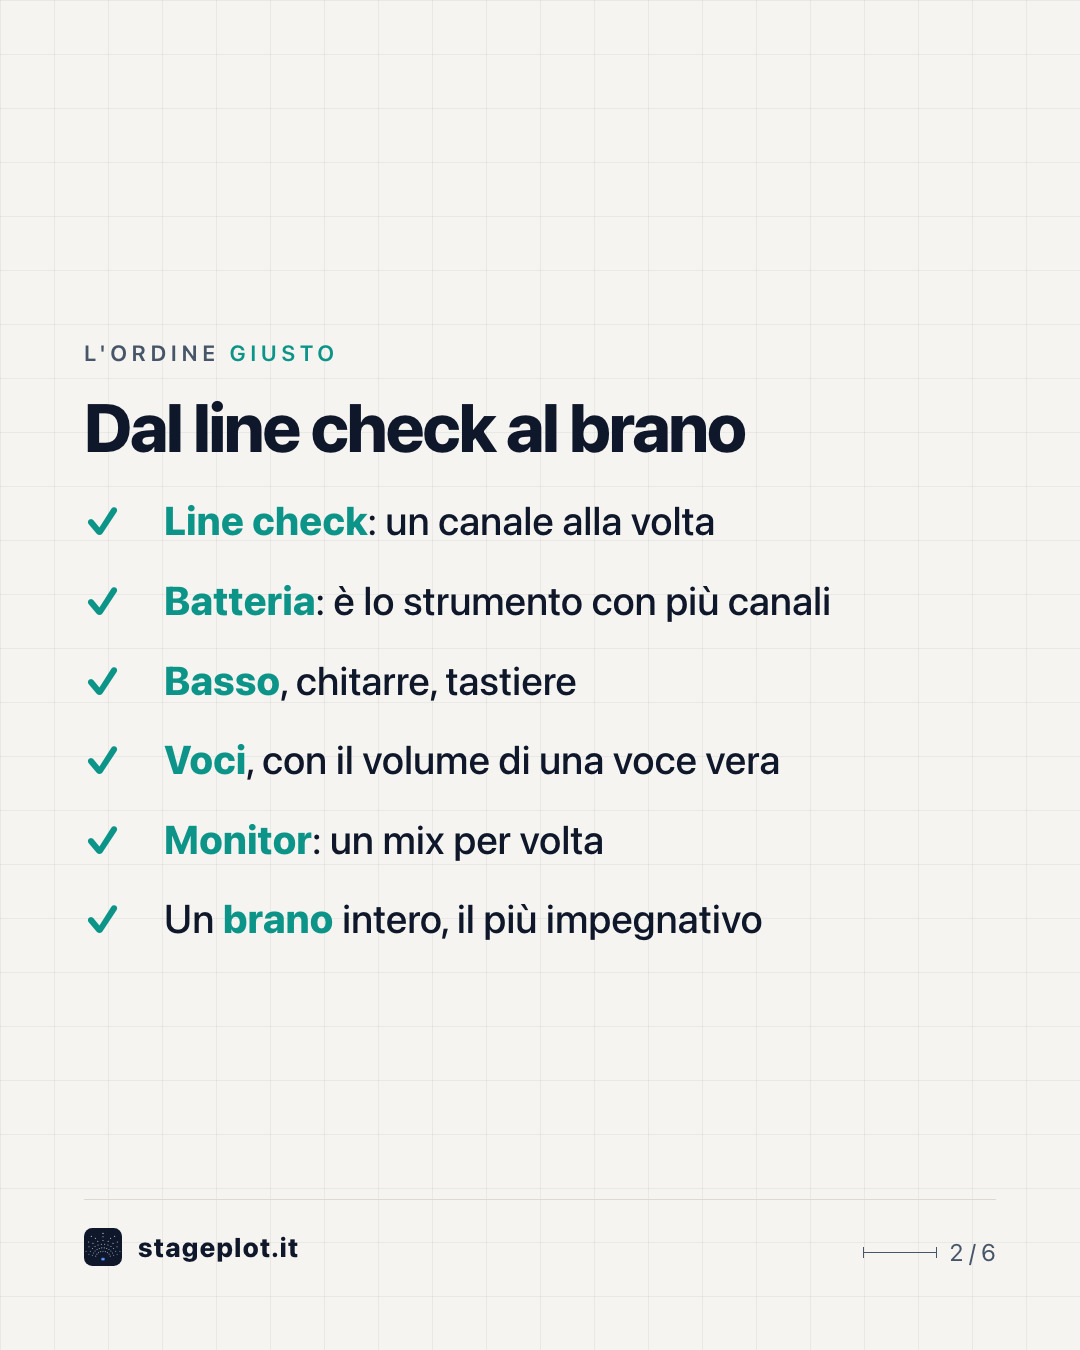 L'ORDINE GIUSTO
Dal line check al brano
Line check: un canale alla volta
Batteria: è lo strumento con più canali
Basso, chitarre, tastiere
Voci, con il volume di una voce vera
Monitor: un mix per volta
Un brano intero, il più impegnativo
stageplot.it
2/6